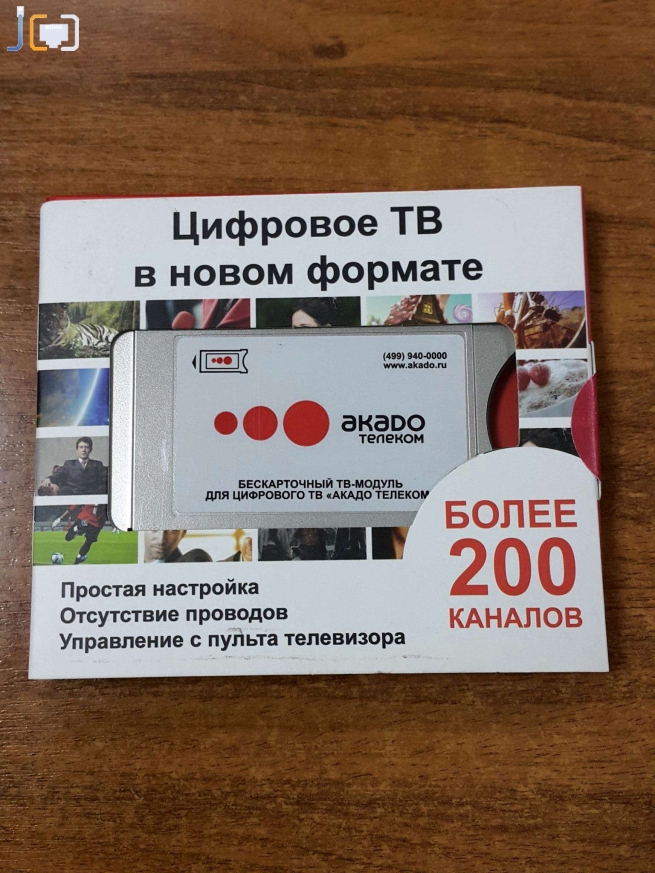 Цифровое ТВ
в новом формате
(499) 940-0000
www.akado.ru
акадо
телеком
БЕСКАРТОЧНЫЙ ТВ-МОДУЛЬ
ДЛЯ ЦИФРОВОГО ТВ «АКАДО ТЕЛЕКОМ
БОЛЕЕ
200
КАНАЛОВ
Простая настройка
Отсутствие проводов
Управление с пульта телевизора